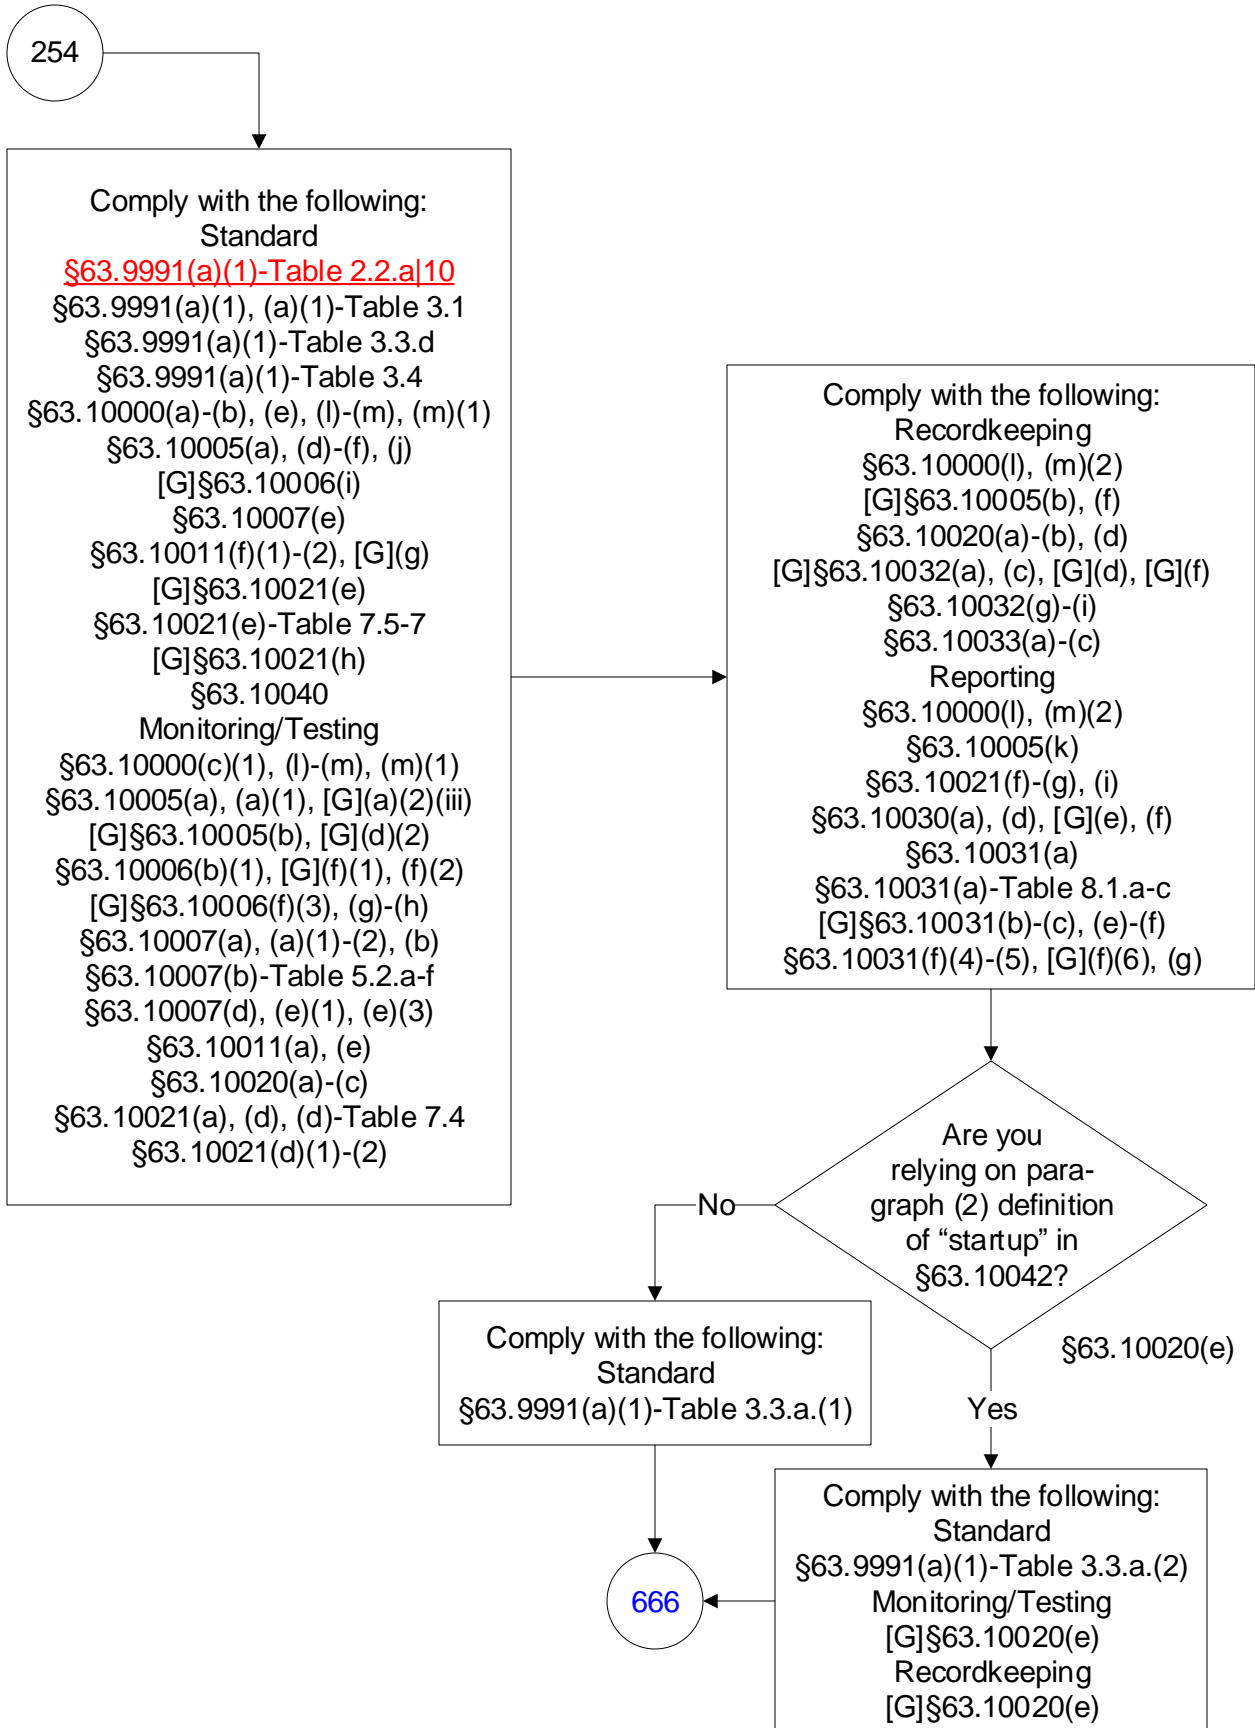 254
Comply with the following:
Standard
§63.9991(a)(1)-Table 2.2.a|10
§63.9991(a)(1), (a)(1)-Table 3.1
§63.9991(a)(1)-Table 3.3.d
§63.9991(a)(1)-Table 3.4
§63.10000(a)-(b), (e), (l)-(m), (m)(1)
§63.10005(a), (d)-(f), (j)
[G]§63.10006(i)
§63.10007(e)
§63.10011(f)(1)-(2), [G](g)
[G]§63.10021(e)
§63.10021(e)-Table 7.5-7
[G]§63.10021(h)
§63.10040
Monitoring/Testing
§63.10000(c)(1), (l)-(m), (m)(1)
§63.10005(a), (a)(1), [G](a)(2)(iii)
[G]§63.10005(b), [G](d)(2)
§63.10006(b)(1), [G](f)(1), (f)(2)
[G]§63.10006(f)(3), (g)-(h)
§63.10007(a), (a)(1)-(2), (b)
§63.10007(b)-Table 5.2.a-f
§63.10007(d), (e)(1), (e)(3)
§63.10011(a), (e)
§63.10020(a)-(c)
§63.10021(a), (d), (d)-Table 7.4
§63.10021(d)(1)-(2)
Comply with the following:
Recordkeeping
§63.10000(l), (m)(2)
[G]§63.10005(b), (f)
§63.10020(a)-(b), (d)
[G]§63.10032(a), (c), [G](d), [G](f)
§63.10032(g)-(i)
§63.10033(a)-(c)
Reporting
§63.10000(l), (m)(2)
§63.10005(k)
§63.10021(f)-(g), (i)
§63.10030(a), (d), [G](e), (f)
§63.10031(a)
§63.10031(a)-Table 8.1.a-c
[G]§63.10031(b)-(c), (e)-(f)
§63.10031(f)(4)-(5), [G](f)(6), (g)
Are you
relying on para-
graph (2) definition
of “startup” in
§63.10042?
§63.10020(e)
No
Comply with the following:
Standard
§63.9991(a)(1)-Table 3.3.a.(1)
Yes
Comply with the following:
Standard
§63.9991(a)(1)-Table 3.3.a.(2)
Monitoring/Testing
[G]§63.10020(e)
Recordkeeping
[G]§63.10020(e)
666